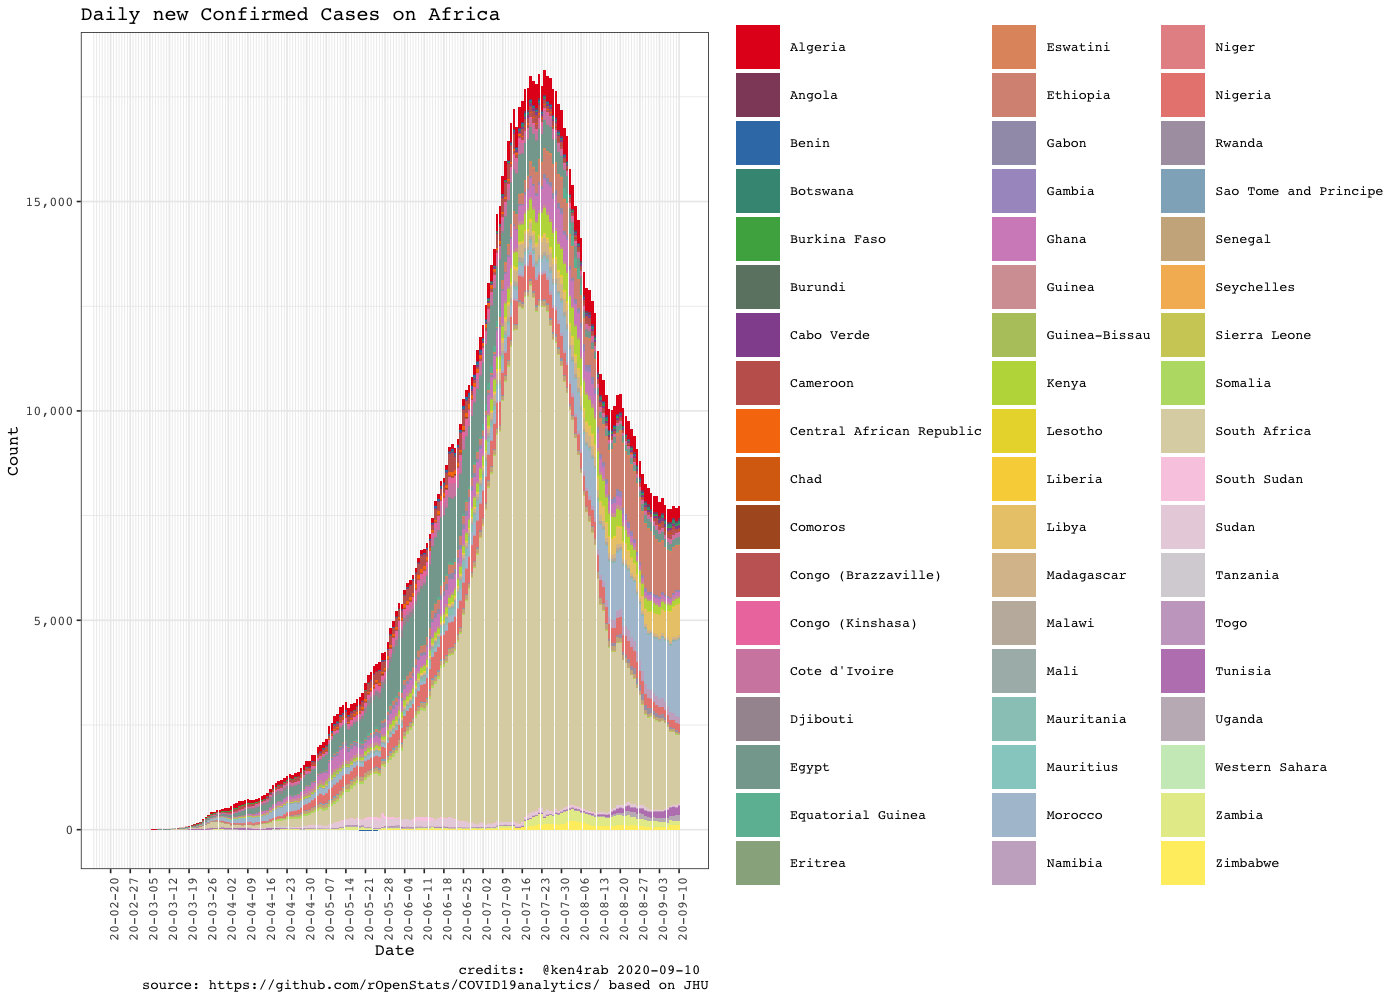 Daily new Confirmed Cases on Africa
Count
15,000
10,000
5,000
0
20-02-20
20-02-27
20-03-05
20-03-12
20-03-19
20-03-26
20-04-02
20-04-09
20-04-16
20-04-23
20-04-30
20-05-07
20-05-14
20-05-21
20-05-28
20-06-04
20-06-11
20-06-18
20-06-25
20-07-02
20-07-09
20-07-16
20-07-23
20-07-30
20-08-06
20-08-13
20-08-20
20-08-27
20-09-03
20-09-10
Date
Algeria
Angola
Benin
Botswana
Burkina Faso
Burundi
Cabo Verde
Cameroon
Central African Republic
Chad
Comoros
Congo (Brazzaville)
Congo (Kinshasa)
Cote d'Ivoire
Djibouti
Egypt
Equatorial Guinea
Eritrea
Eswatini
Ethiopia
Gabon
Gambia
Ghana
Guinea
Guinea-Bissau
Kenya
Lesotho
Liberia
Libya
Madagascar
Malawi
Mali
Mauritania
Mauritius
Morocco
Namibia
Niger
Nigeria
Rwanda
Sao Tome and Principe
Senegal
Seychelles
Sierra Leone
Somalia
South Africa
South Sudan
Sudan
Tanzania
Togo
Tunisia
Uganda
Western Sahara
Zambia
Zimbabwe
credits: @ken4rab 2020-09-10
source: https://github.com/rOpenStats/COVID19analytics/ based on JHU